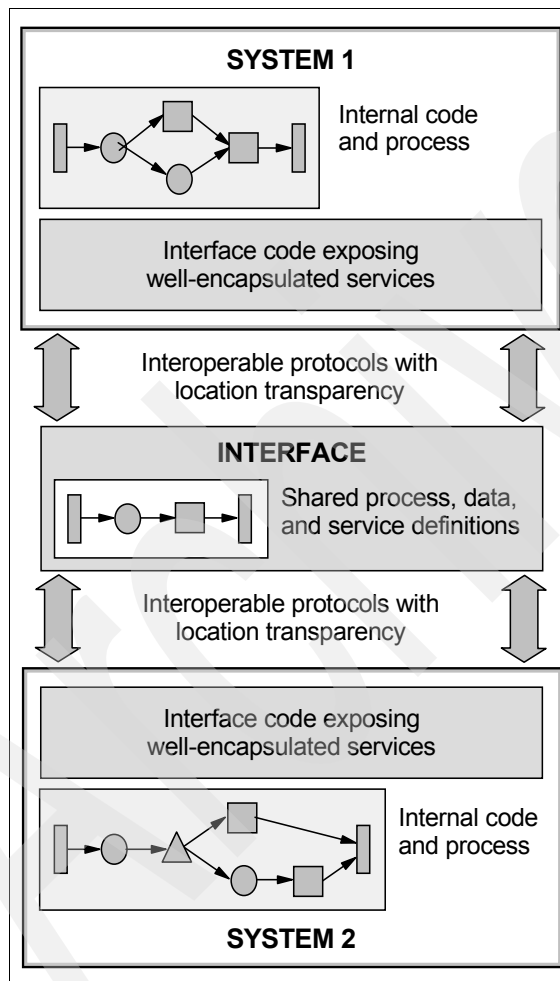 SYSTEM 1
Internal code
and process
Interface code exposing
well-encapsulated services
Interoperable protocols with
location transparency
INTERFACE
Shared process, data,
and service definitions
Interoperable protocols with
location transparency
Interface code exposing
well-encapsulated services
Internal code
and process
SYSTEM 2